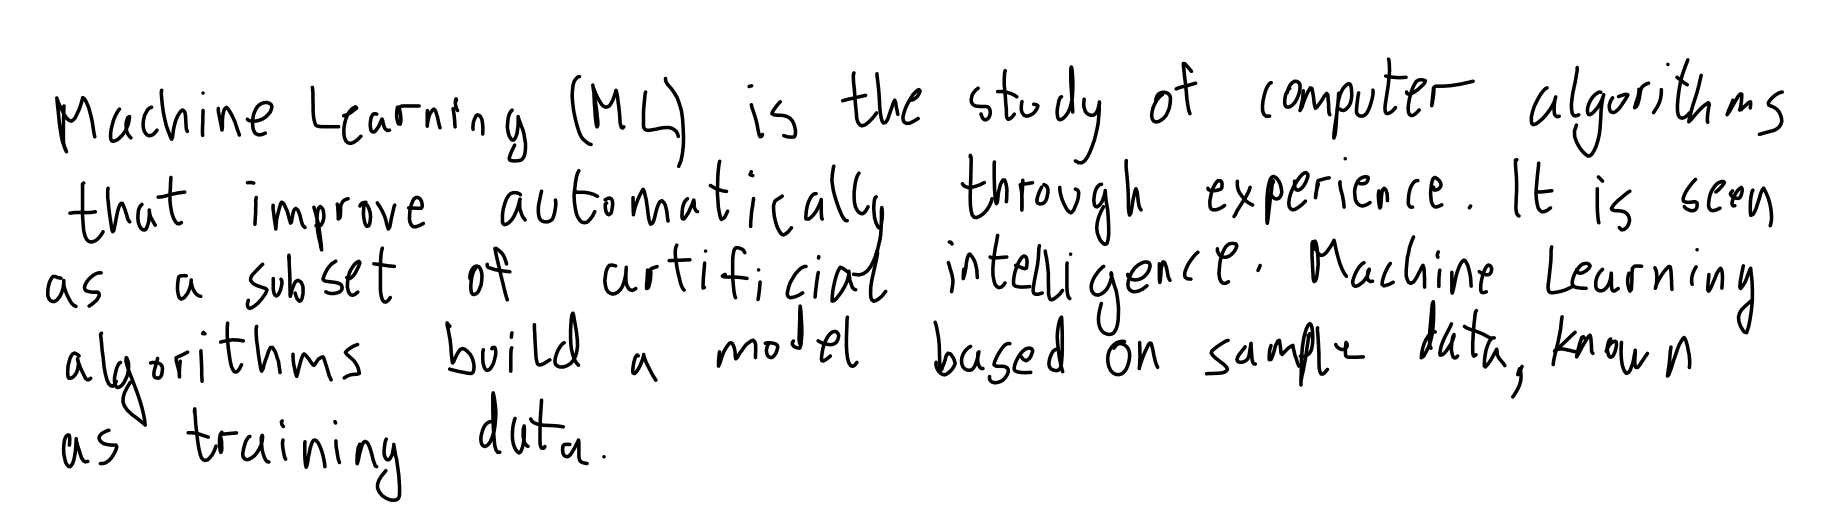 Machine Learning (ML) is the study of computer algorithms
that improve automatically through experience. It is seen
as a subset of artificial intelligence. Machine Learning
algorithms build a model based on sample data, known
as training data.